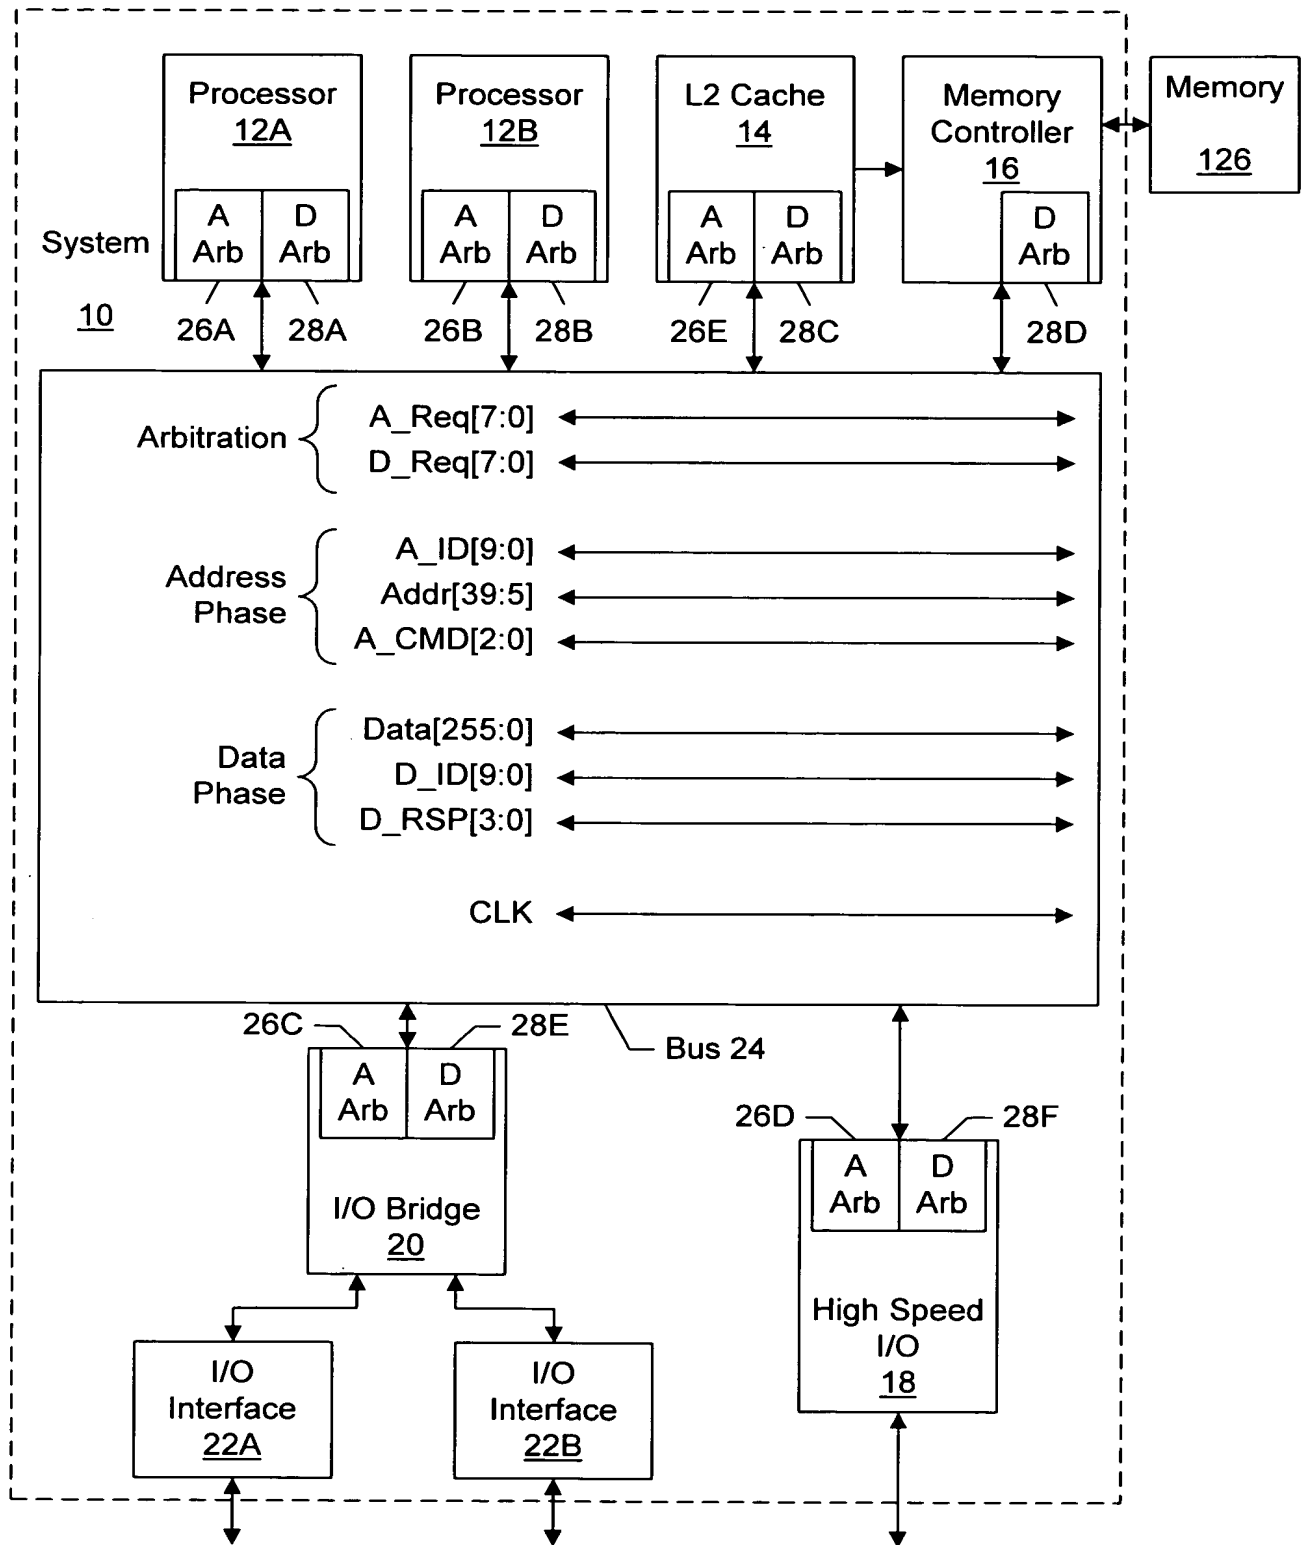 Processor
12A
A
Arb
D
Arb
Processor
12B
A
Arb
D
Arb
L2 Cache
14
A
Arb
D
Arb
Memory
Controller
16
D
Arb
Memory
126
System
10
26A
28A
26B
28B
26E
28C
28D
Arbitration
A_Req[7:0]
D_Req[7:0]
Address
Phase
A_ID[9:0]
Addr[39:5]
A_CMD[2:0]
Data
Phase
Data[255:0]
D_ID[9:0]
D_RSP[3:0]
CLK
26C
28E
Bus 24
A
Arb
D
Arb
I/O Bridge
20
26D
28F
A
Arb
D
Arb
High Speed
I/O
18
I/O
Interface
22A
I/O
Interface
22B